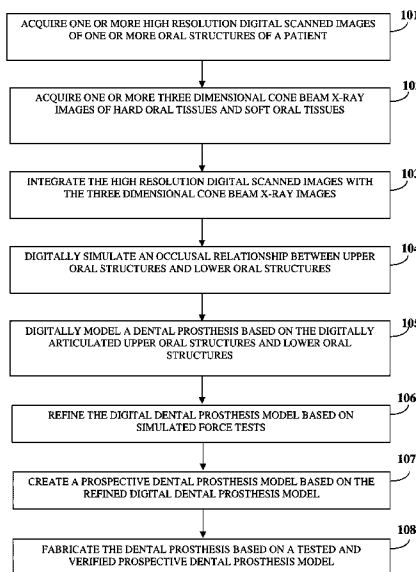 101
ACQUIRE ONE OR MORE HIGH RESOLUTION DIGITAL SCANNED IMAGES
OF ONE OR MORE ORAL STRUCTURES OF A PATIENT
102
ACQUIRE ONE OR MORE THREE DIMENSIONAL CONE BEAM X-RAY
IMAGES OF HARD ORAL TISSUES AND SOFT ORAL TISSUES
103
INTEGRATE THE HIGH RESOLUTION DIGITAL SCANNED IMAGES WITH
THE THREE DIMENSIONAL CONE BEAM X-RAY IMAGES
104
DIGITALLY SIMULATE AN OCCLUSAL RELATIONSHIP BETWEEN UPPER
ORAL STRUCTURES AND LOWER ORAL STRUCTURES
105
DIGITALLY MODEL A DENTAL PROSTHESIS BASED ON THE DIGITALLY
ARTICULATED UPPER ORAL STRUCTURES AND LOWER ORAL
STRUCTURES
106
REFINE THE DIGITAL DENTAL PROSTHESIS MODEL BASED ON
SIMULATED FORCE TESTS
107
CREATE A PROSPECTIVE DENTAL PROSTHESIS MODEL BASED ON THE
REFINED DIGITAL DENTAL PROSTHESIS MODEL
108
FABRICATE THE DENTAL PROSTHESIS BASED ON A TESTED AND
VERIFIED PROSPECTIVE DENTAL PROSTHESIS MODEL